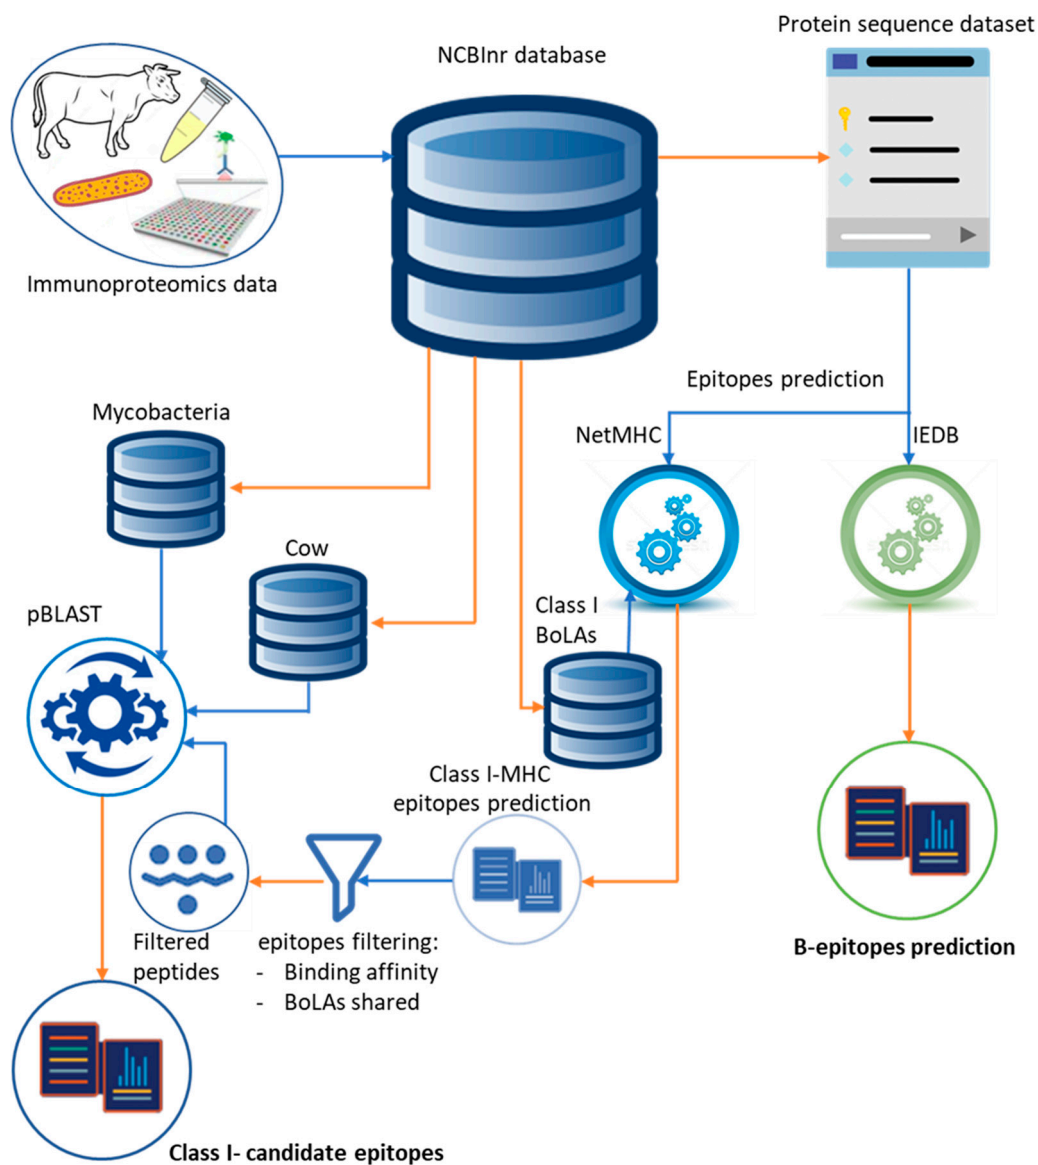 Protein sequence dataset
NCBInr database
Immunoproteomics data
Epitopes prediction
Mycobacteria
NetMHC
IEDB
Cow
Class I
BoLAs
pBLAST
Class I-MHC
epitopes prediction
Filtered
peptides
epitopes filtering:
- Binding affinity
- BoLAs shared
B-epitopes prediction
Class I- candidate epitopes